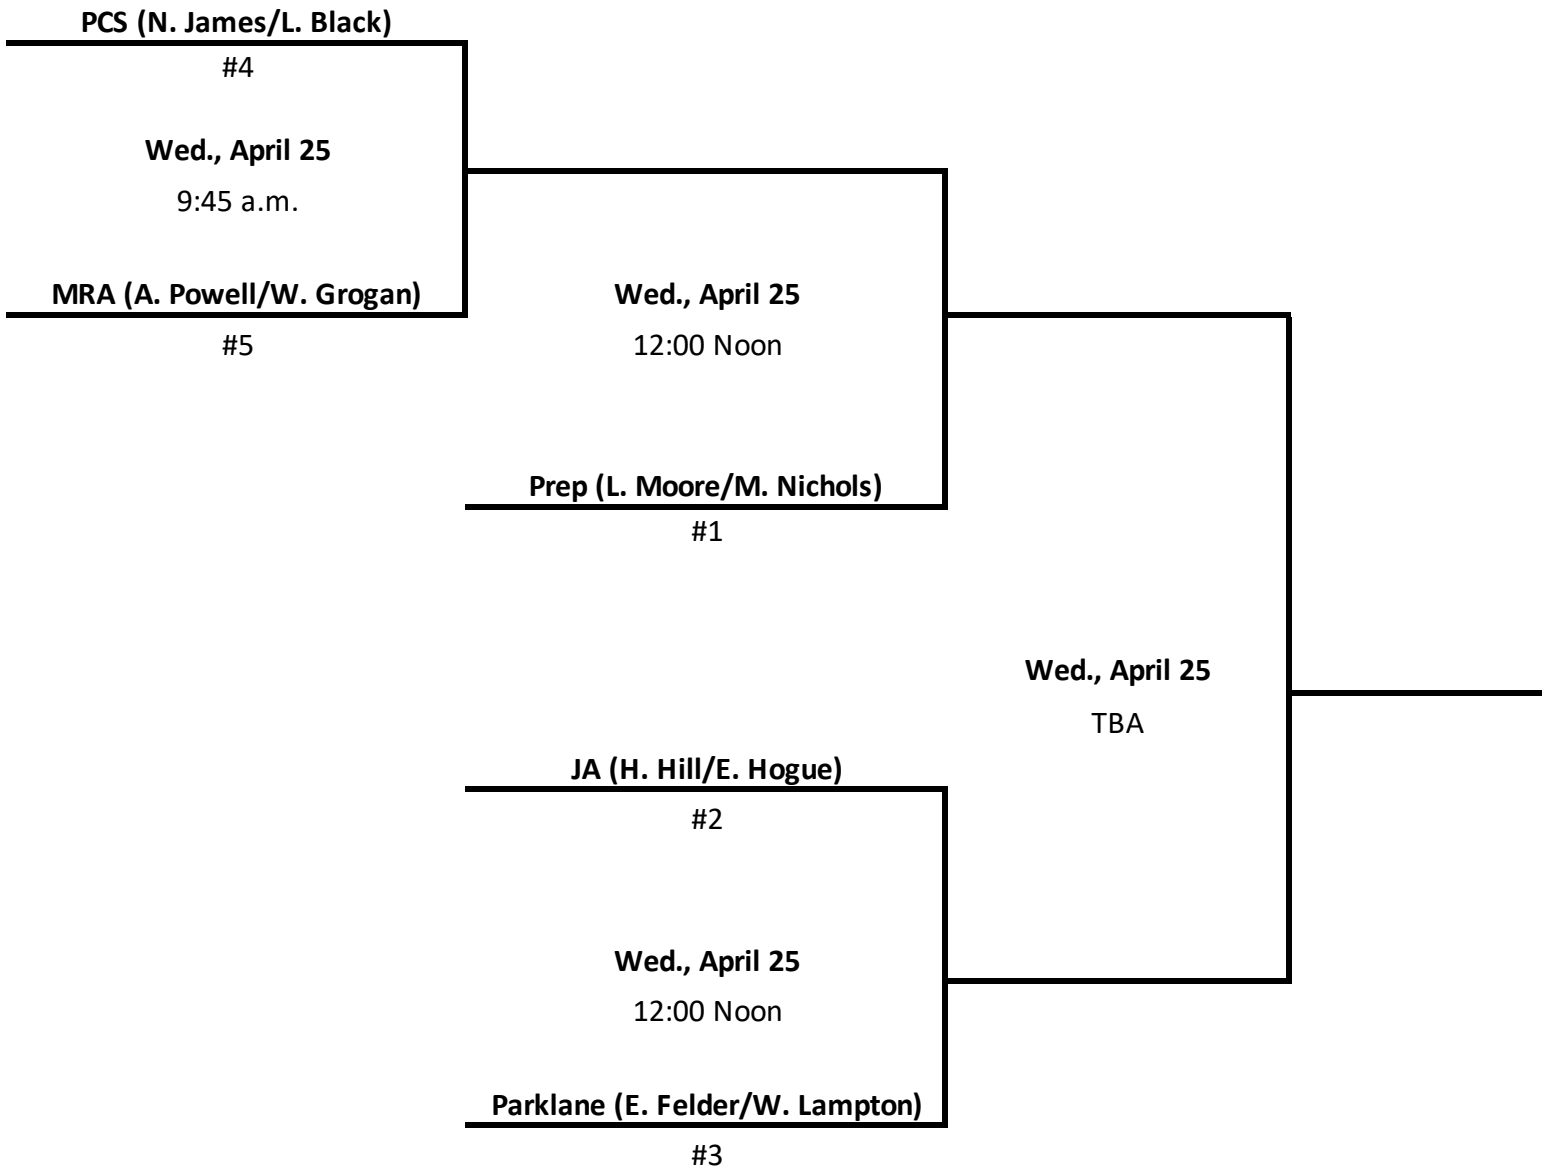 PCS (N. James/L. Black)
#4
Wed., April 25
9:45 a.m.
MRA (A. Powell/W. Grogan)
#5
Wed., April 25
12:00 Noon
Prep (L. Moore/M. Nichols)
#1
Wed., April 25
TBA
JA (H. Hill/E. Hogue)
#2
Wed., April 25
12:00 Noon
Parklane (E. Felder/W. Lampton)
#3